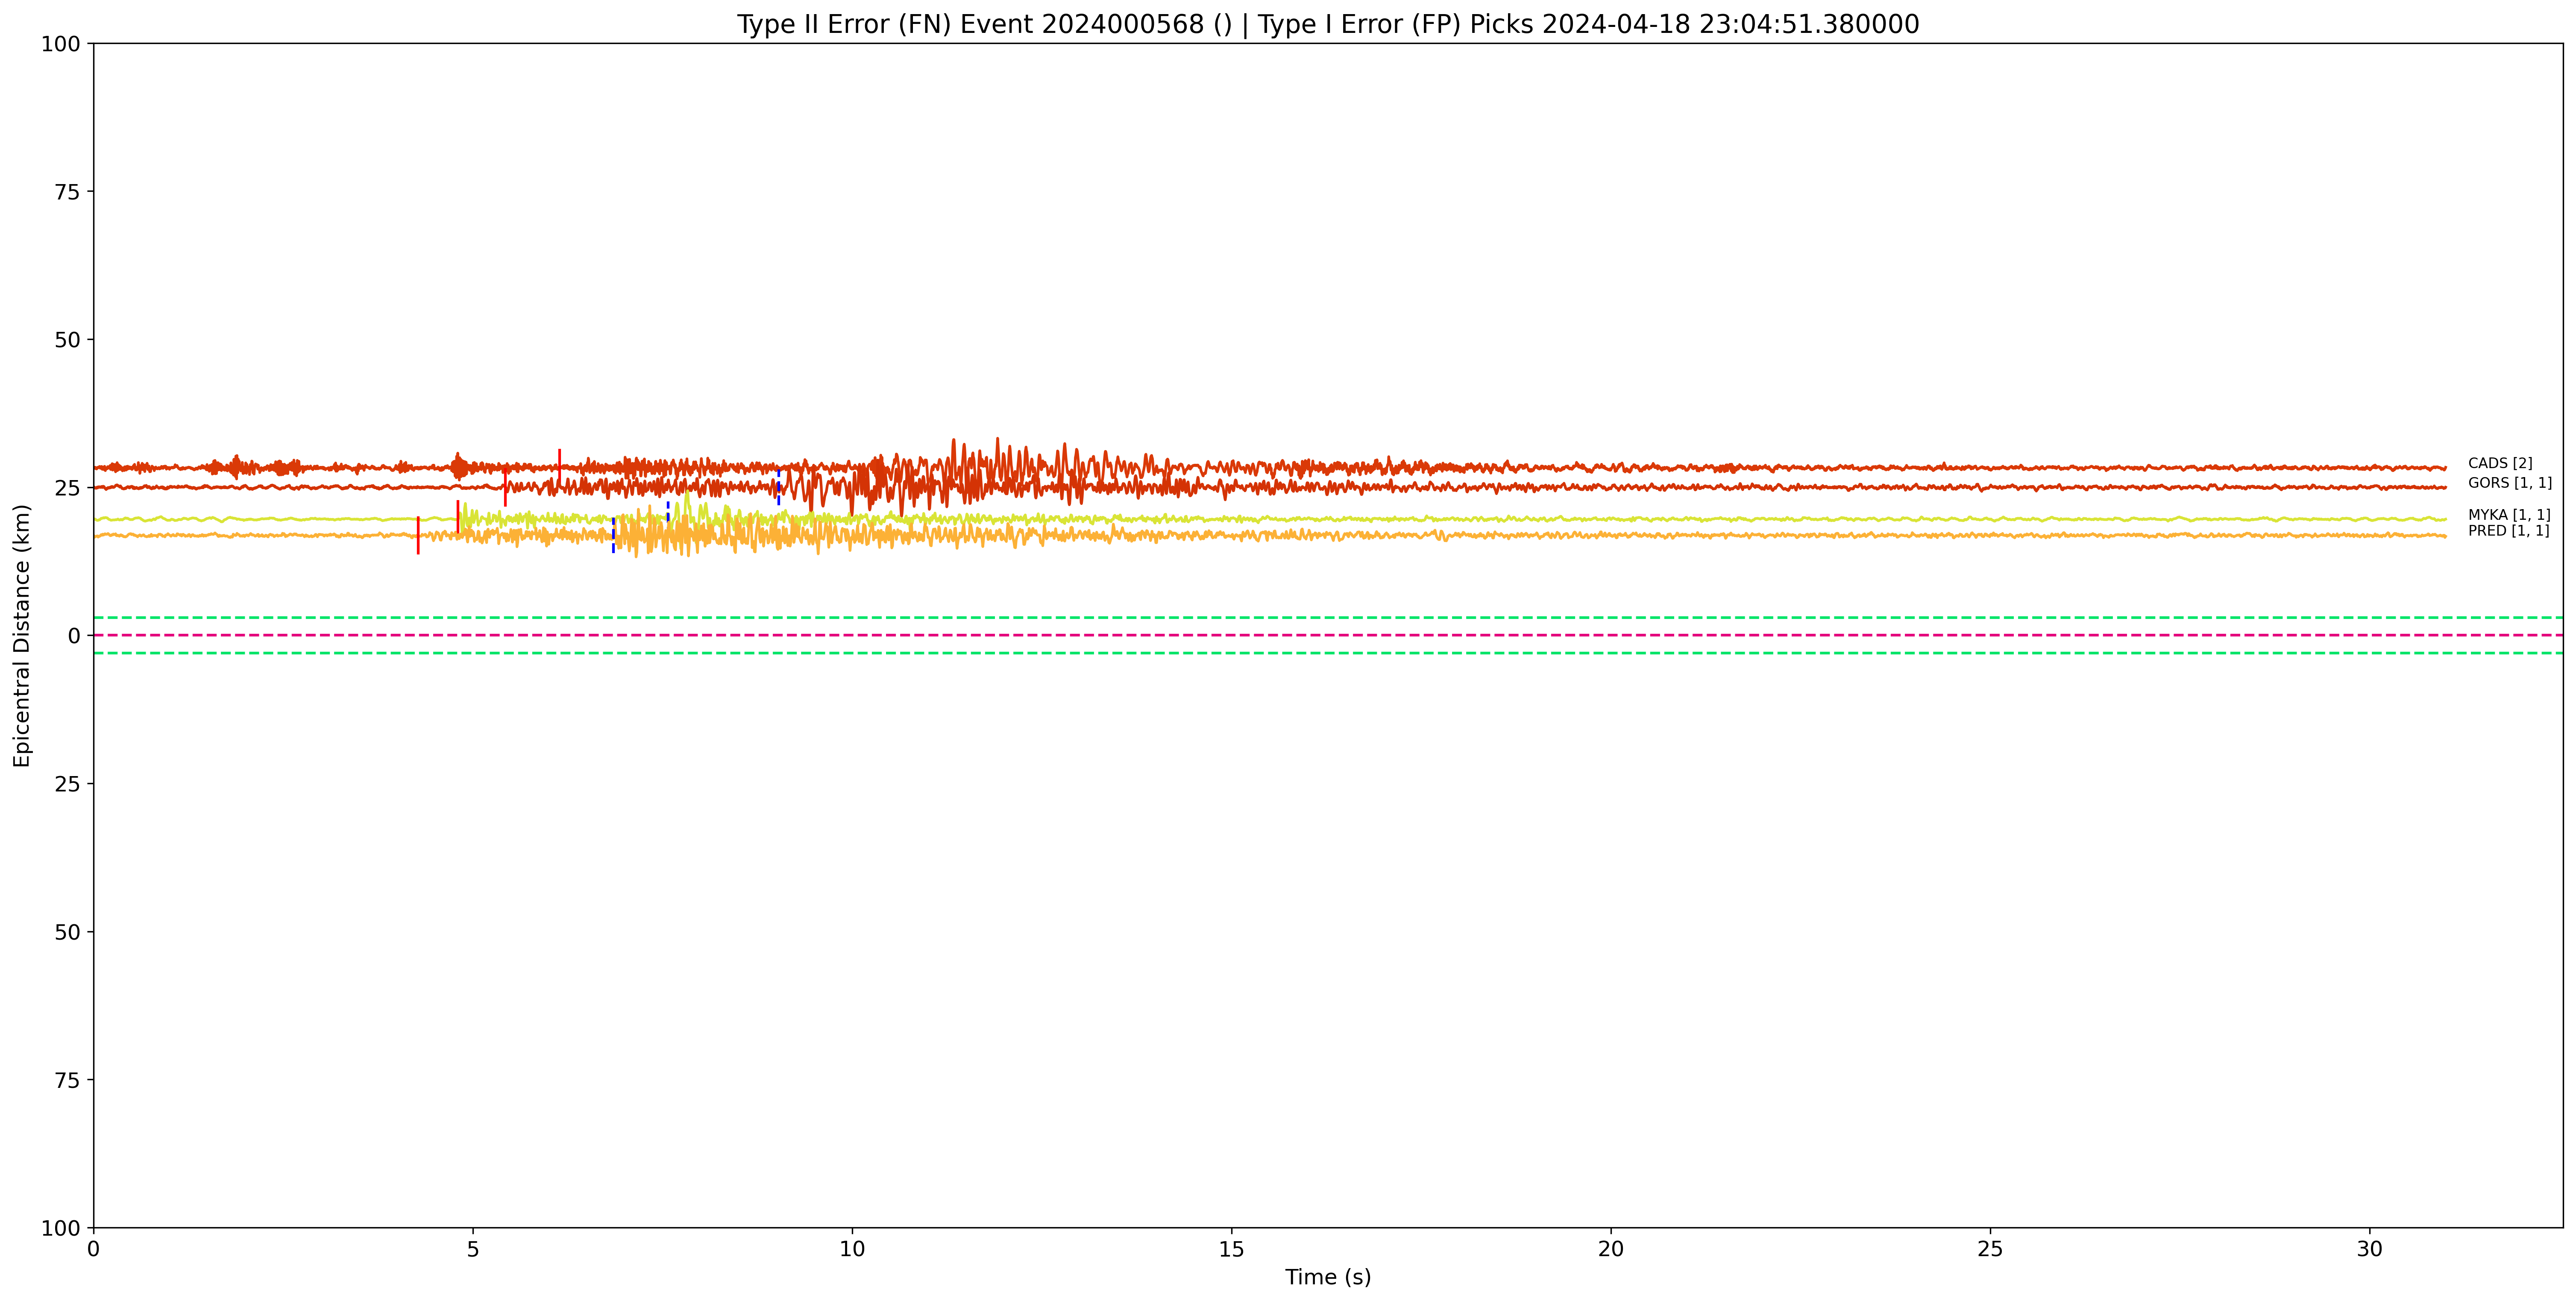 Type II Error (FN) Event 2024000568 () | Type I Error (FP) Picks 2024-04-18 23:04:51.380000
100
75
50
25
0
25
50
75
100
Epicentral Distance (km)
CADS [2]
GORS [1, 1]
MYKA [1, 1]
PRED [1, 1]
0 5 10 15 20 25 30
Time (s)